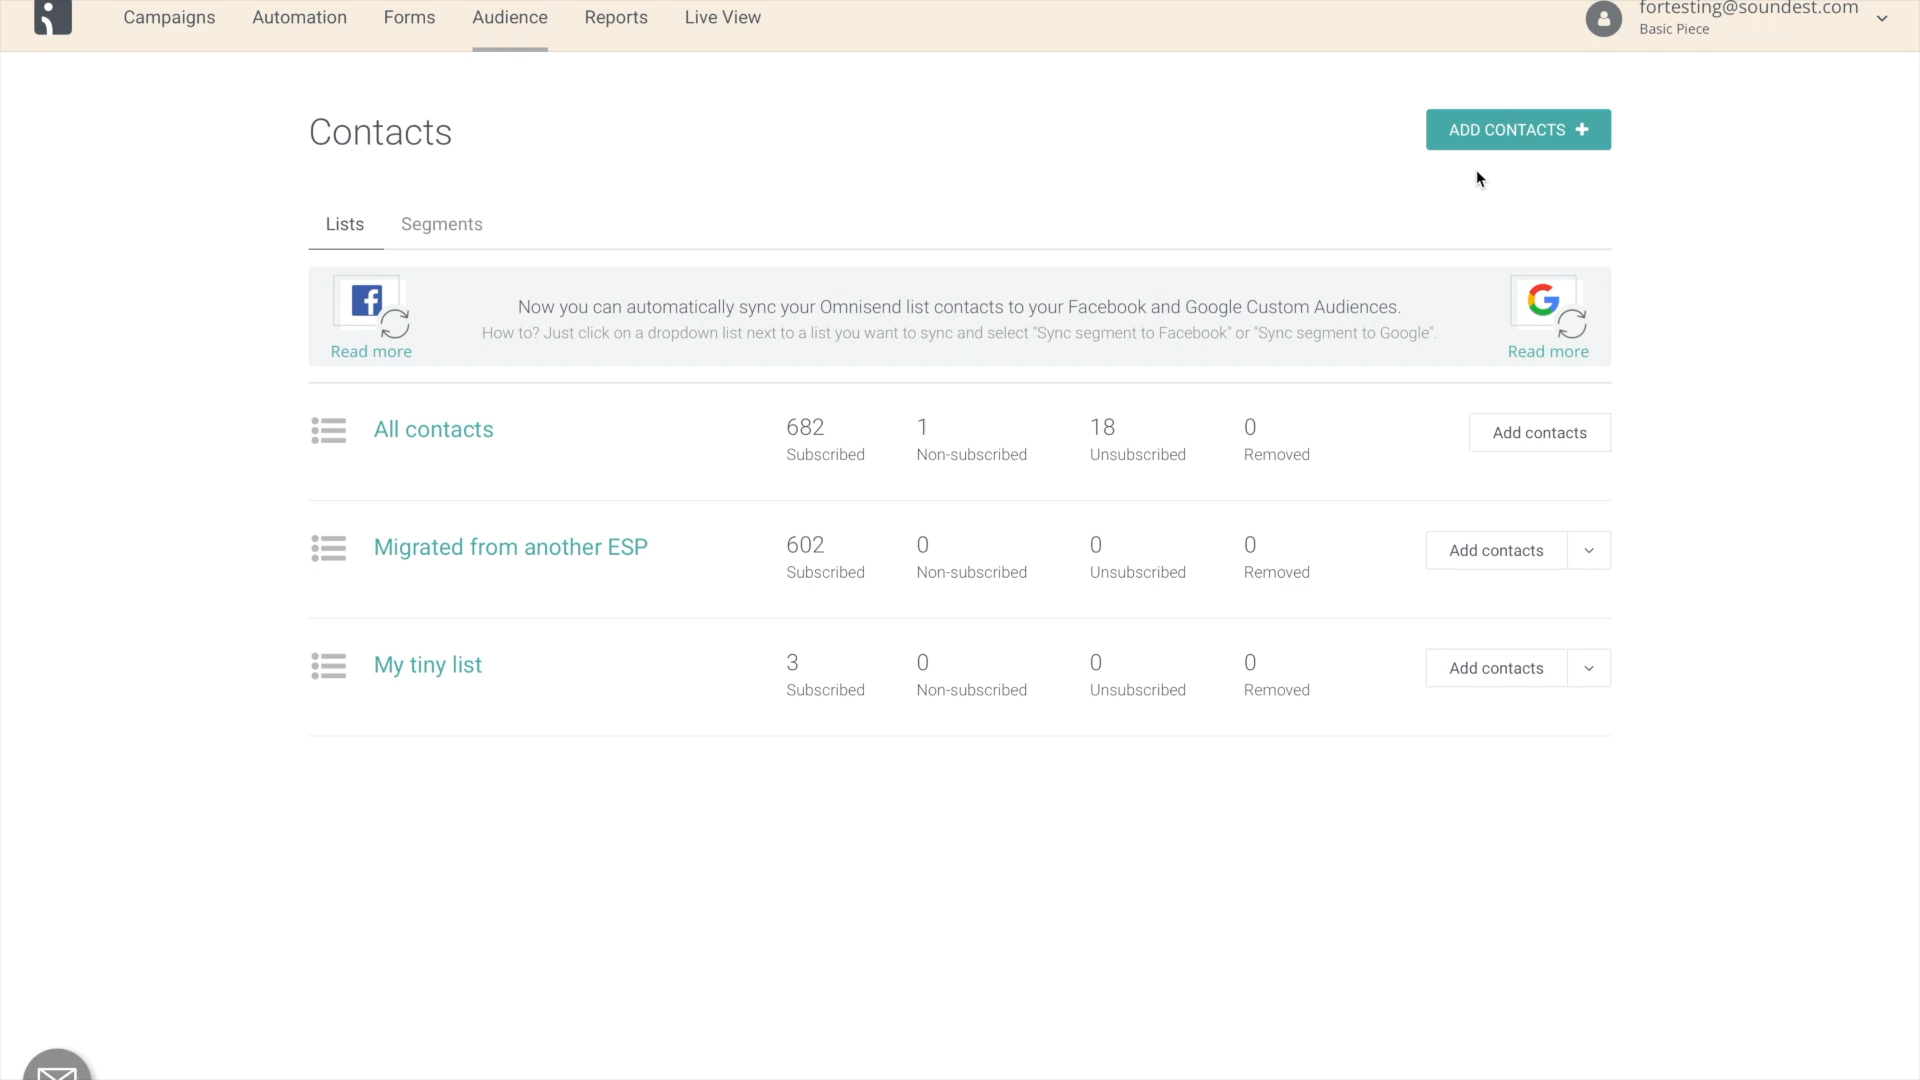 Campaigns Automation Forms Audience Reports Live View
fortesting@soundest.com
Basic Piece
Contacts
ADD CONTACTS
Lists Segments
Now you can automatically sync your Omnisend list contacts to your Facebook and Google Custom Audiences.
How to? Just click on a dropdown list next to a list you want to sync and select "Sync segment to Facebook" or "Sync segment to Google".
Read more Read more
All contacts 682 1 18 0 Add contacts
Subscribed Non-subscribed Unsubscribed Removed
Migrated from another ESP 602 0 0 0 Add contacts
Subscribed Non-subscribed Unsubscribed Removed
My tiny list 3 0 0 0 Add contacts
Subscribed Non-subscribed Unsubscribed Removed